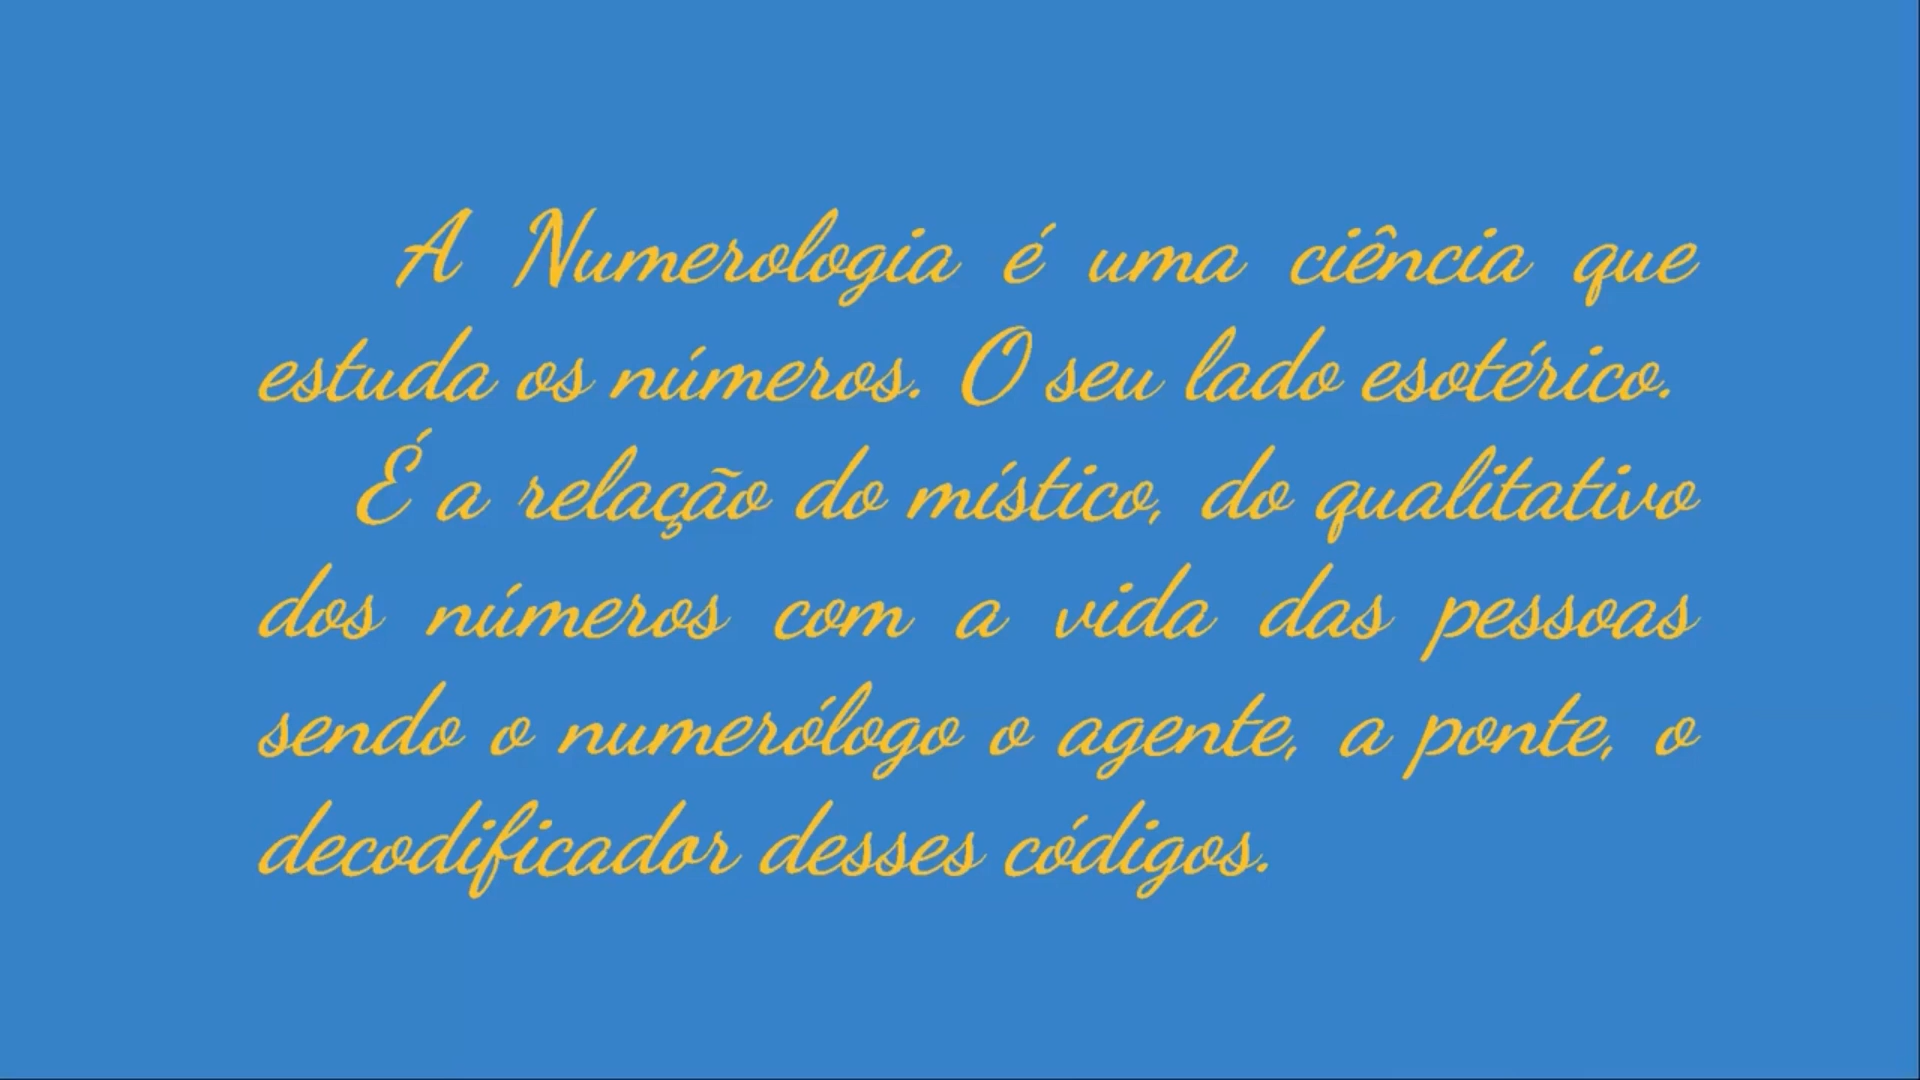 A Numerologia é uma ciência que
estuda os números. O seu lado esotérico.
É a relação do místico, do qualitativo
dos números com a vida das pessoas
sendo o numerólogo o agente, a ponte, o
decodificador desses códigos.